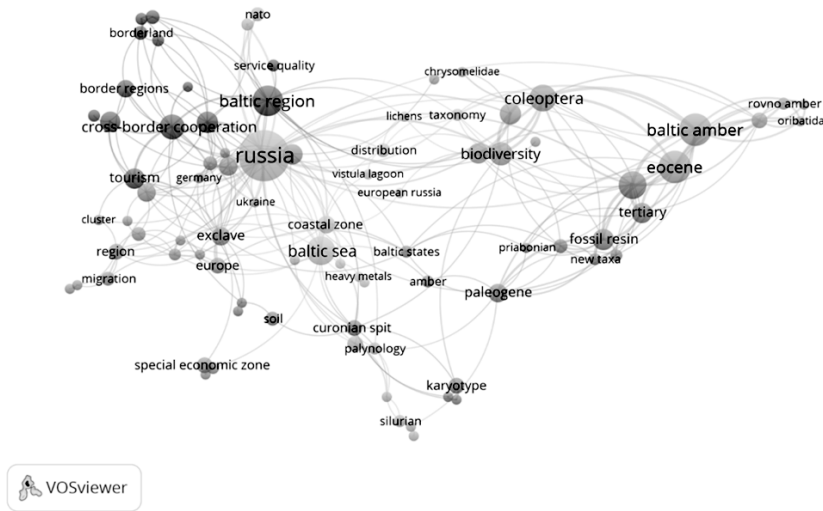 nato
borderland
service quality
chrysomelidae
border regions
baltic region
coleoptera
rovno amber
lichens
taxonomy
oribatida
cross-border cooperation
baltic amber
russia
distribution
biodiversity
eocene
tourism
germany
vistula lagoon
european russia
ukraine
tertiary
cluster
coastal zone
exclave
fossil resin
region
baltic sea
baltic states
priabonian
new taxa
europe
migration
heavy metals
amber
paleogene
soil
curonian spit
palynology
special economic zone
karyotype
silurian
VOSviewer